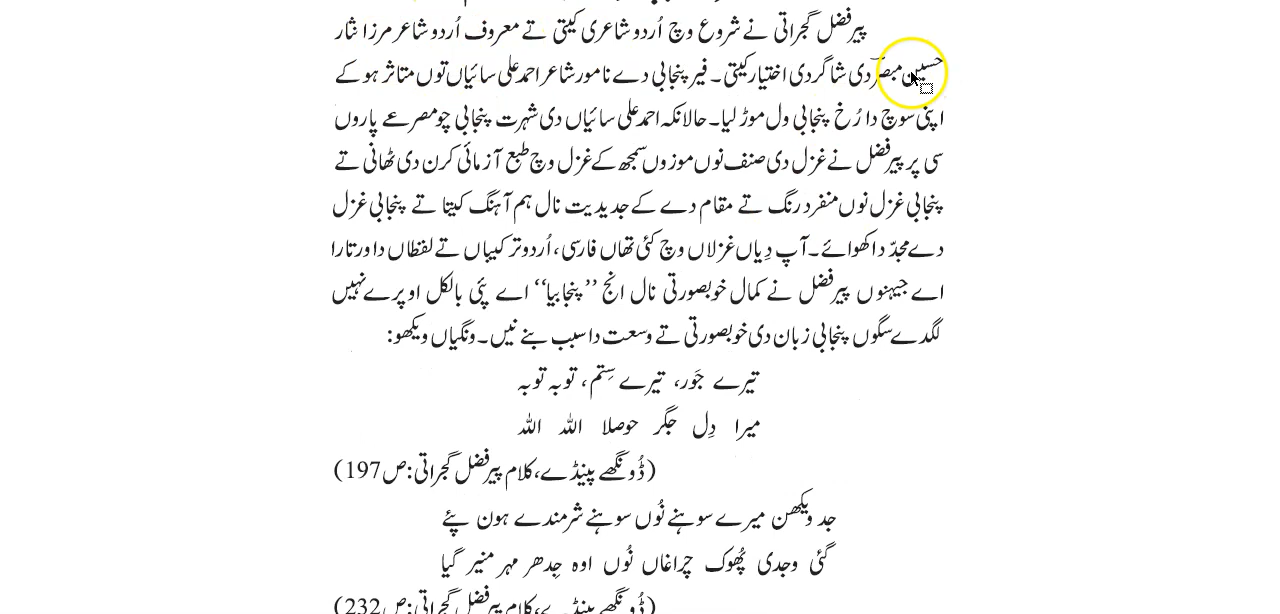 پیر فضل گجراتی نے شروع وچ اُردو شاعری کیتی تے معروف اُردو شاعر مرزا نثار
حسین مبصرؔ دی شاگردی اختیار کیتی۔ فیر پنجابی دے نامور شاعر احمد علی سائیاں توں متاثر ہو کے
اپنی سوچ دا رُخ پنجابی ول موڑ لیا۔ حالانکہ احمد علی سائیاں دی شہرت پنجابی چومصرعے پاروں
سی پر پیر فضل نے غزل دی صنف نوں موزوں سمجھ کے غزل وچ طبع آزمائی کرن دی ٹھانی تے
پنجابی غزل نوں منفرد رنگ تے مقام دے کے جدیدیت نال ہم آہنگ کیتا تے پنجابی غزل
دے مجدّد اکھوائے۔ آپ دِیاں غزلاں وچ کئی تھاں فارسی، اُردو ترکیباں تے لفظاں دا ورتارا
اے جیہنوں پیر فضل نے کمال خوبصورتی نال انج ’’پنجابیا‘‘ اے پئی بالکل اوپرے نہیں
لگدے سگوں پنجابی زبان دی خوبصورتی تے وسعت دا سبب بنے نیں۔ ونگیاں ویکھو:
تیرے جَور، تیرے سِتم، توبہ توبہ
میرا دِل جگر حوصلا اللہ اللہ
(ڈُونگھے پینڈے، کلام پیر فضل گجراتی: ص 197)
جد ویکھن میرے سوہنے نُوں سوہنے شرمندے ہون پئے
گئی وجدی پُھوک چراغاں نُوں اوہ جِدھر مہر منیر گیا
(ڈُونگھے پینڈے، کلام پیر فضل گجراتی: ص 232)